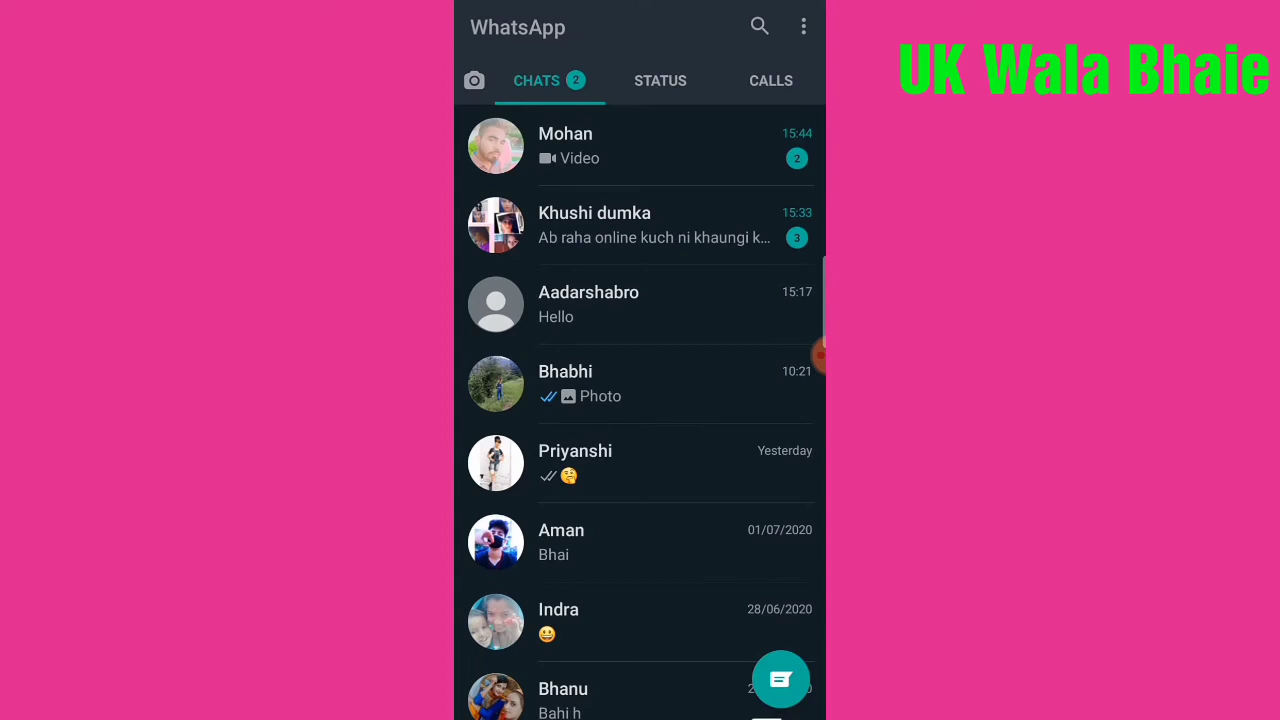 WhatsApp
UK Wala Bhaie
CHATS 2 STATUS CALLS
Mohan 15:44
Video 2
Khushi dumka 15:33
Ab raha online kuch ni khaungi k... 3
Aadarshabro 15:17
Hello
Bhabhi 10:21
Photo
Priyanshi Yesterday
🤔
Aman 01/07/2020
Bhai
Indra 28/06/2020
😀
Bhanu
Bahi h